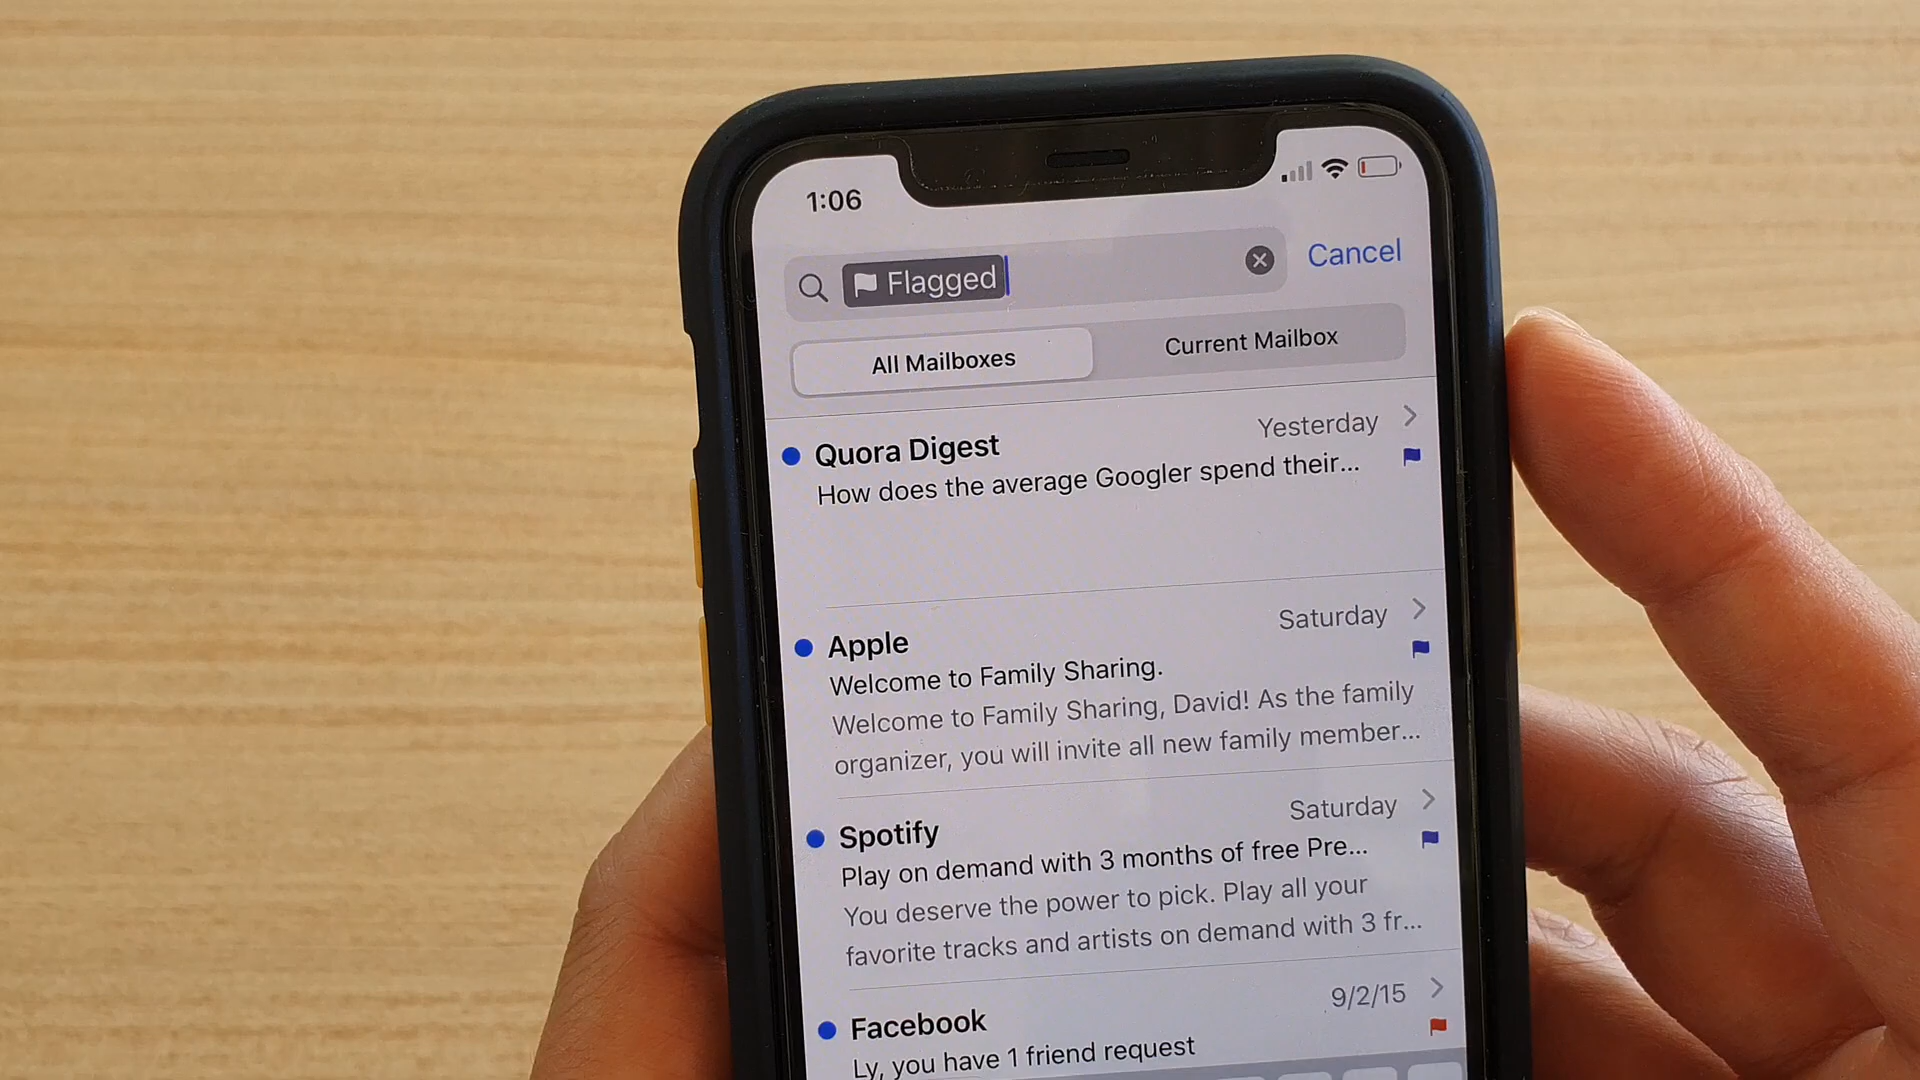 1:06
Flagged
Cancel
All Mailboxes
Current Mailbox
Quora Digest
Yesterday
How does the average Googler spend their...
Apple
Saturday
Welcome to Family Sharing.
Welcome to Family Sharing, David! As the family
organizer, you will invite all new family member...
Spotify
Saturday
Play on demand with 3 months of free Pre...
You deserve the power to pick. Play all your
favorite tracks and artists on demand with 3 fr...
Facebook
9/2/15
Ly, you have 1 friend request